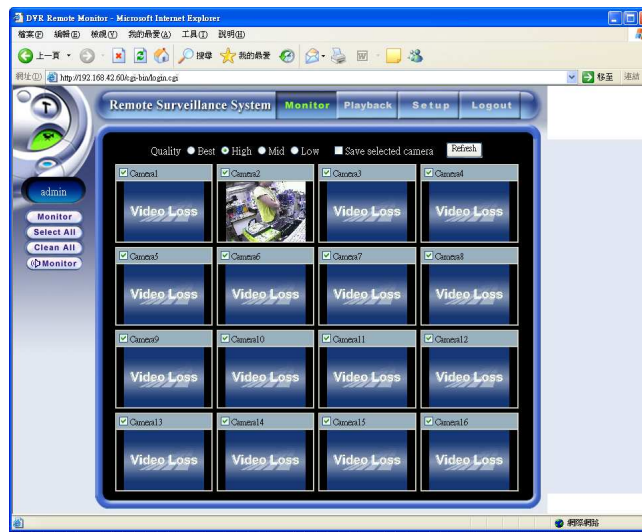 DVR Remote Monitor - Microsoft Internet Explorer
檔案(F) 編輯(E) 檢視(V) 我的最愛(A) 工具(T) 說明(H)
上一頁 搜尋 我的最愛
網址(D) http://192.168.42.60/cgi-bin/login.cgi 移至 連結
Remote Surveillance System Monitor Playback Setup Logout
Quality Best High Mid Low Save selected camera Refresh
admin
Monitor
Select All
Clean All
Monitor
Camera1 Camera2 Camera3 Camera4
Video Loss Video Loss Video Loss
Camera5 Camera6 Camera7 Camera8
Video Loss Video Loss Video Loss Video Loss
Camera9 Camera10 Camera11 Camera12
Video Loss Video Loss Video Loss Video Loss
Camera13 Camera14 Camera15 Camera16
Video Loss Video Loss Video Loss Video Loss
網際網路